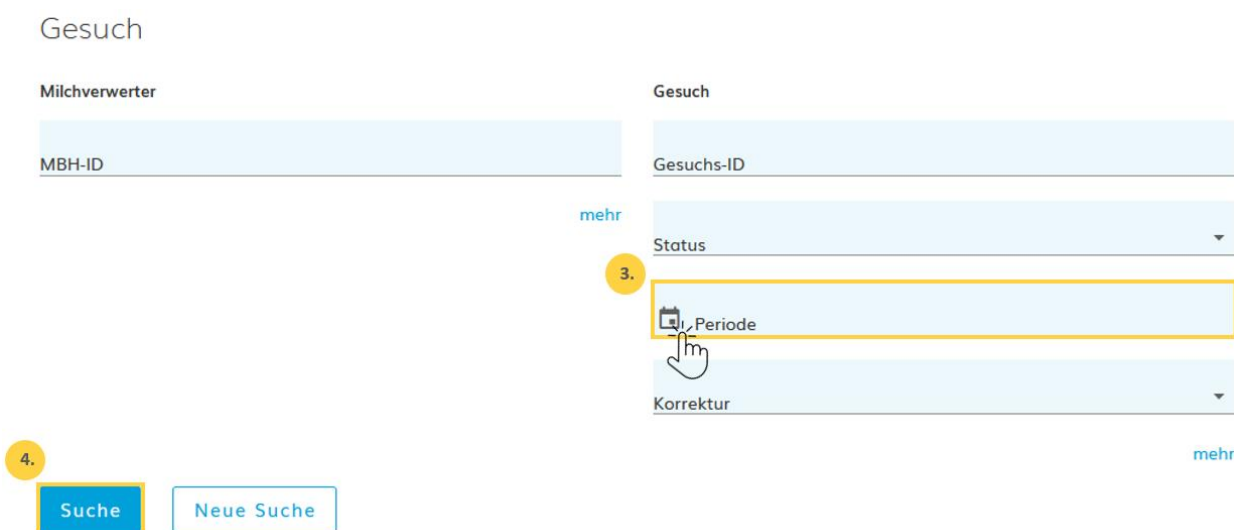 Gesuch
Milchverwerter
MBH-ID
mehr
Gesuch
Gesuchs-ID
Status
3.
Periode
Korrektur
mehr
4.
Suche
Neue Suche